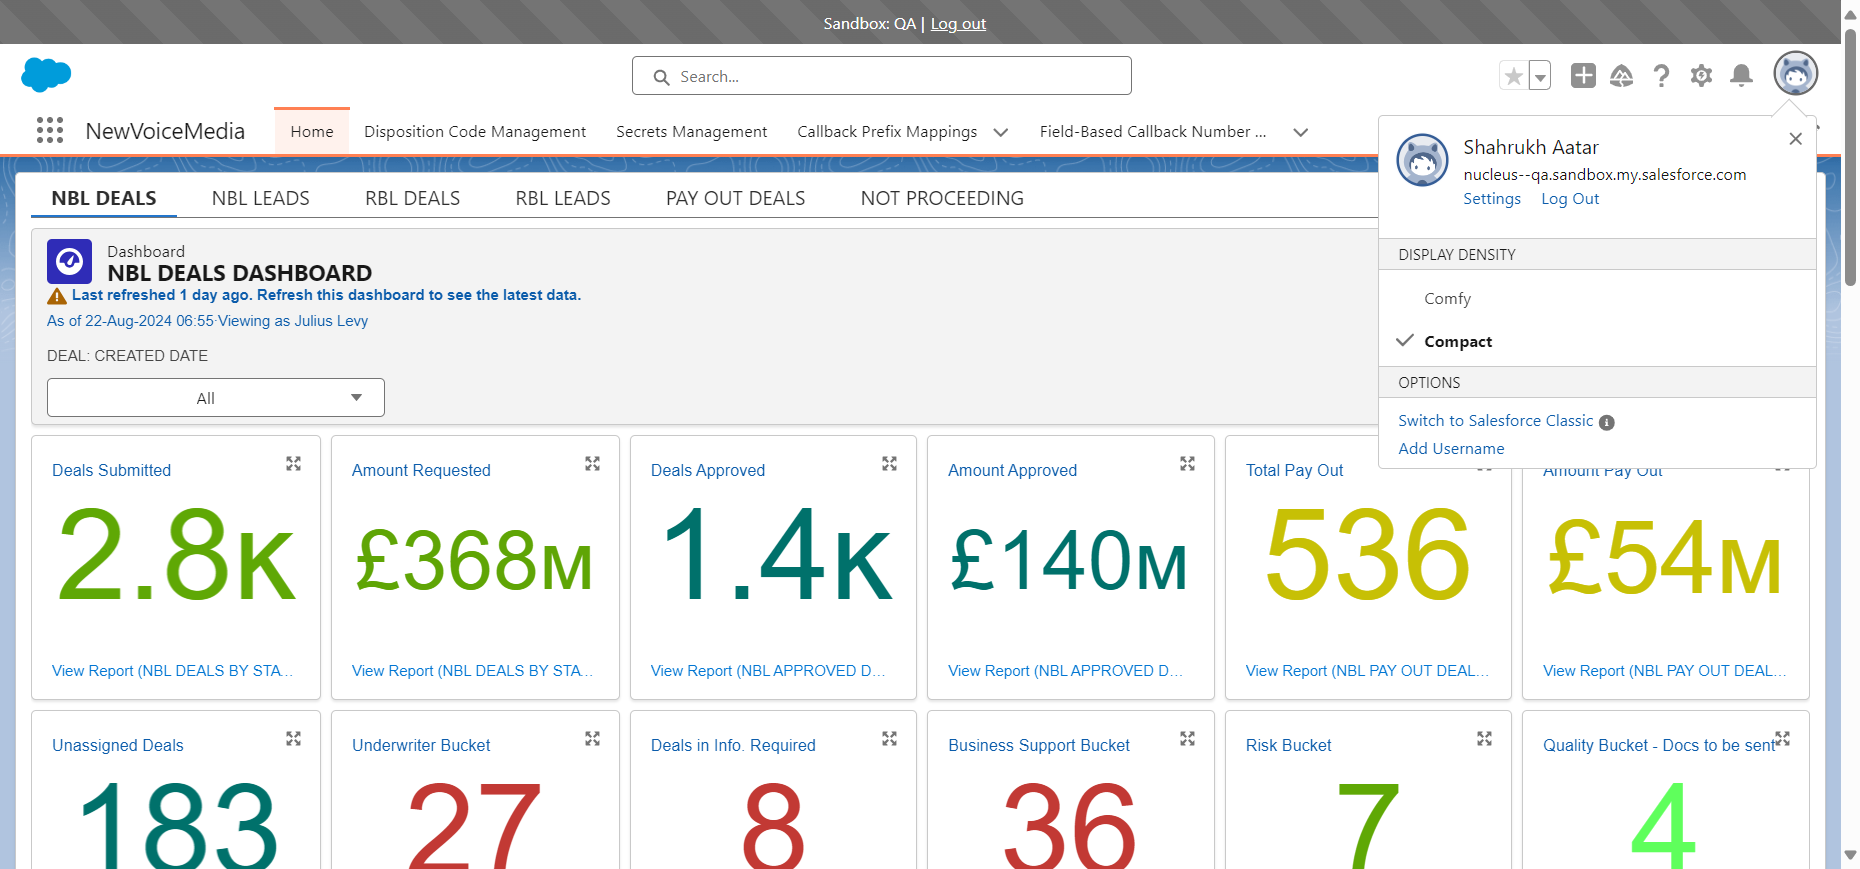 Sandbox: QA | Log out
Search...
NewVoiceMedia
Home
Disposition Code Management
Secrets Management
Callback Prefix Mappings
Field-Based Callback Number ...
Shahrukh Aatar
nucleus--qa.sandbox.my.salesforce.com
Settings Log Out
DISPLAY DENSITY
Comfy
Compact
OPTIONS
Switch to Salesforce Classic
Add Username
NBL DEALS
NBL LEADS
RBL DEALS
RBL LEADS
PAY OUT DEALS
NOT PROCEEDING
Dashboard
NBL DEALS DASHBOARD
Last refreshed 1 day ago. Refresh this dashboard to see the latest data.
As of 22-Aug-2024 06:55·Viewing as Julius Levy
DEAL: CREATED DATE
All
Deals Submitted
2.8K
View Report (NBL DEALS BY STA...
Amount Requested
£368M
View Report (NBL DEALS BY STA...
Deals Approved
1.4K
View Report (NBL APPROVED D...
Amount Approved
£140M
View Report (NBL APPROVED D...
Total Pay Out
536
View Report (NBL PAY OUT DEAL...
Amount Pay Out
£54M
View Report (NBL PAY OUT DEAL...
Unassigned Deals
183
Underwriter Bucket
27
Deals in Info. Required
8
Business Support Bucket
36
Risk Bucket
7
Quality Bucket - Docs to be sent
4